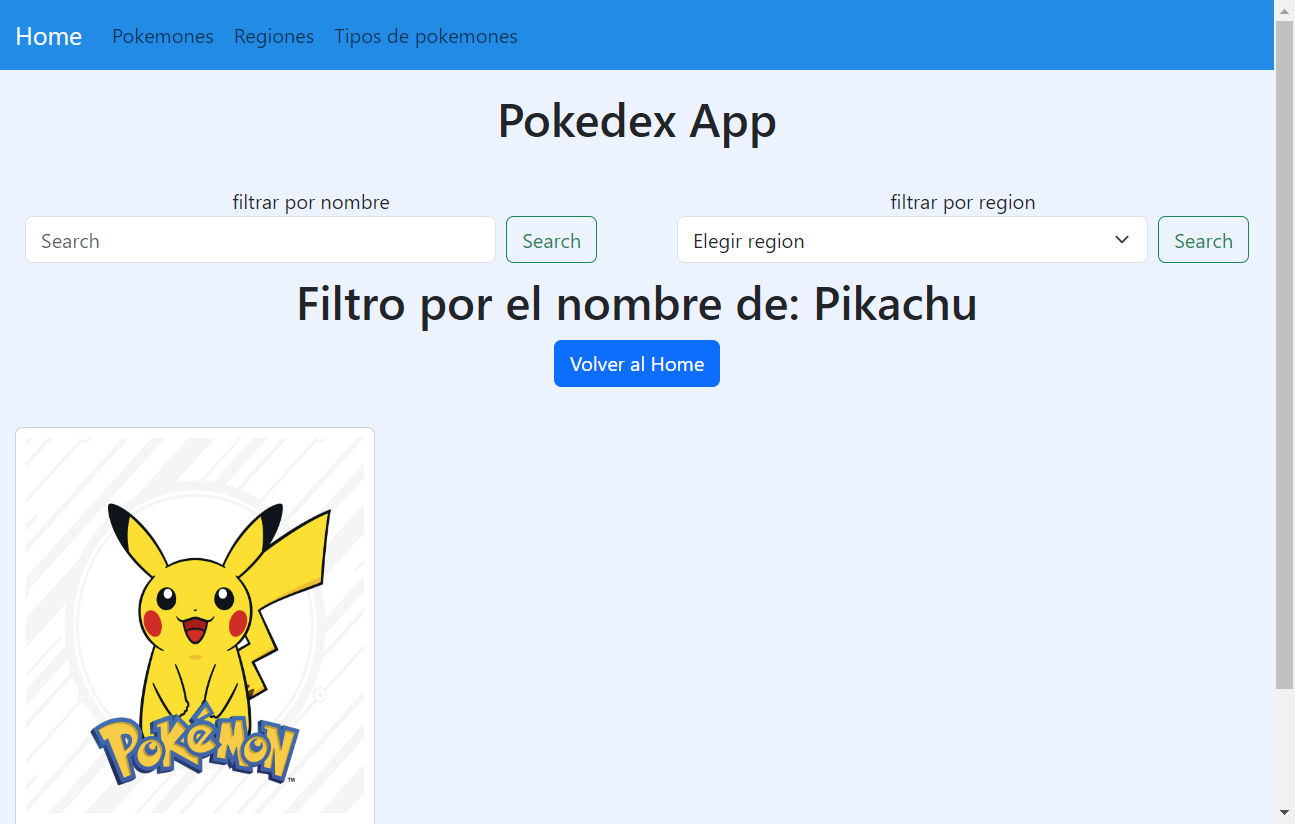 Home Pokemones Regiones Tipos de pokemones
Pokedex App
filtrar por nombre
Search Search
filtrar por region
Elegir region Search
Filtro por el nombre de: Pikachu
Volver al Home
POKéMON
TM